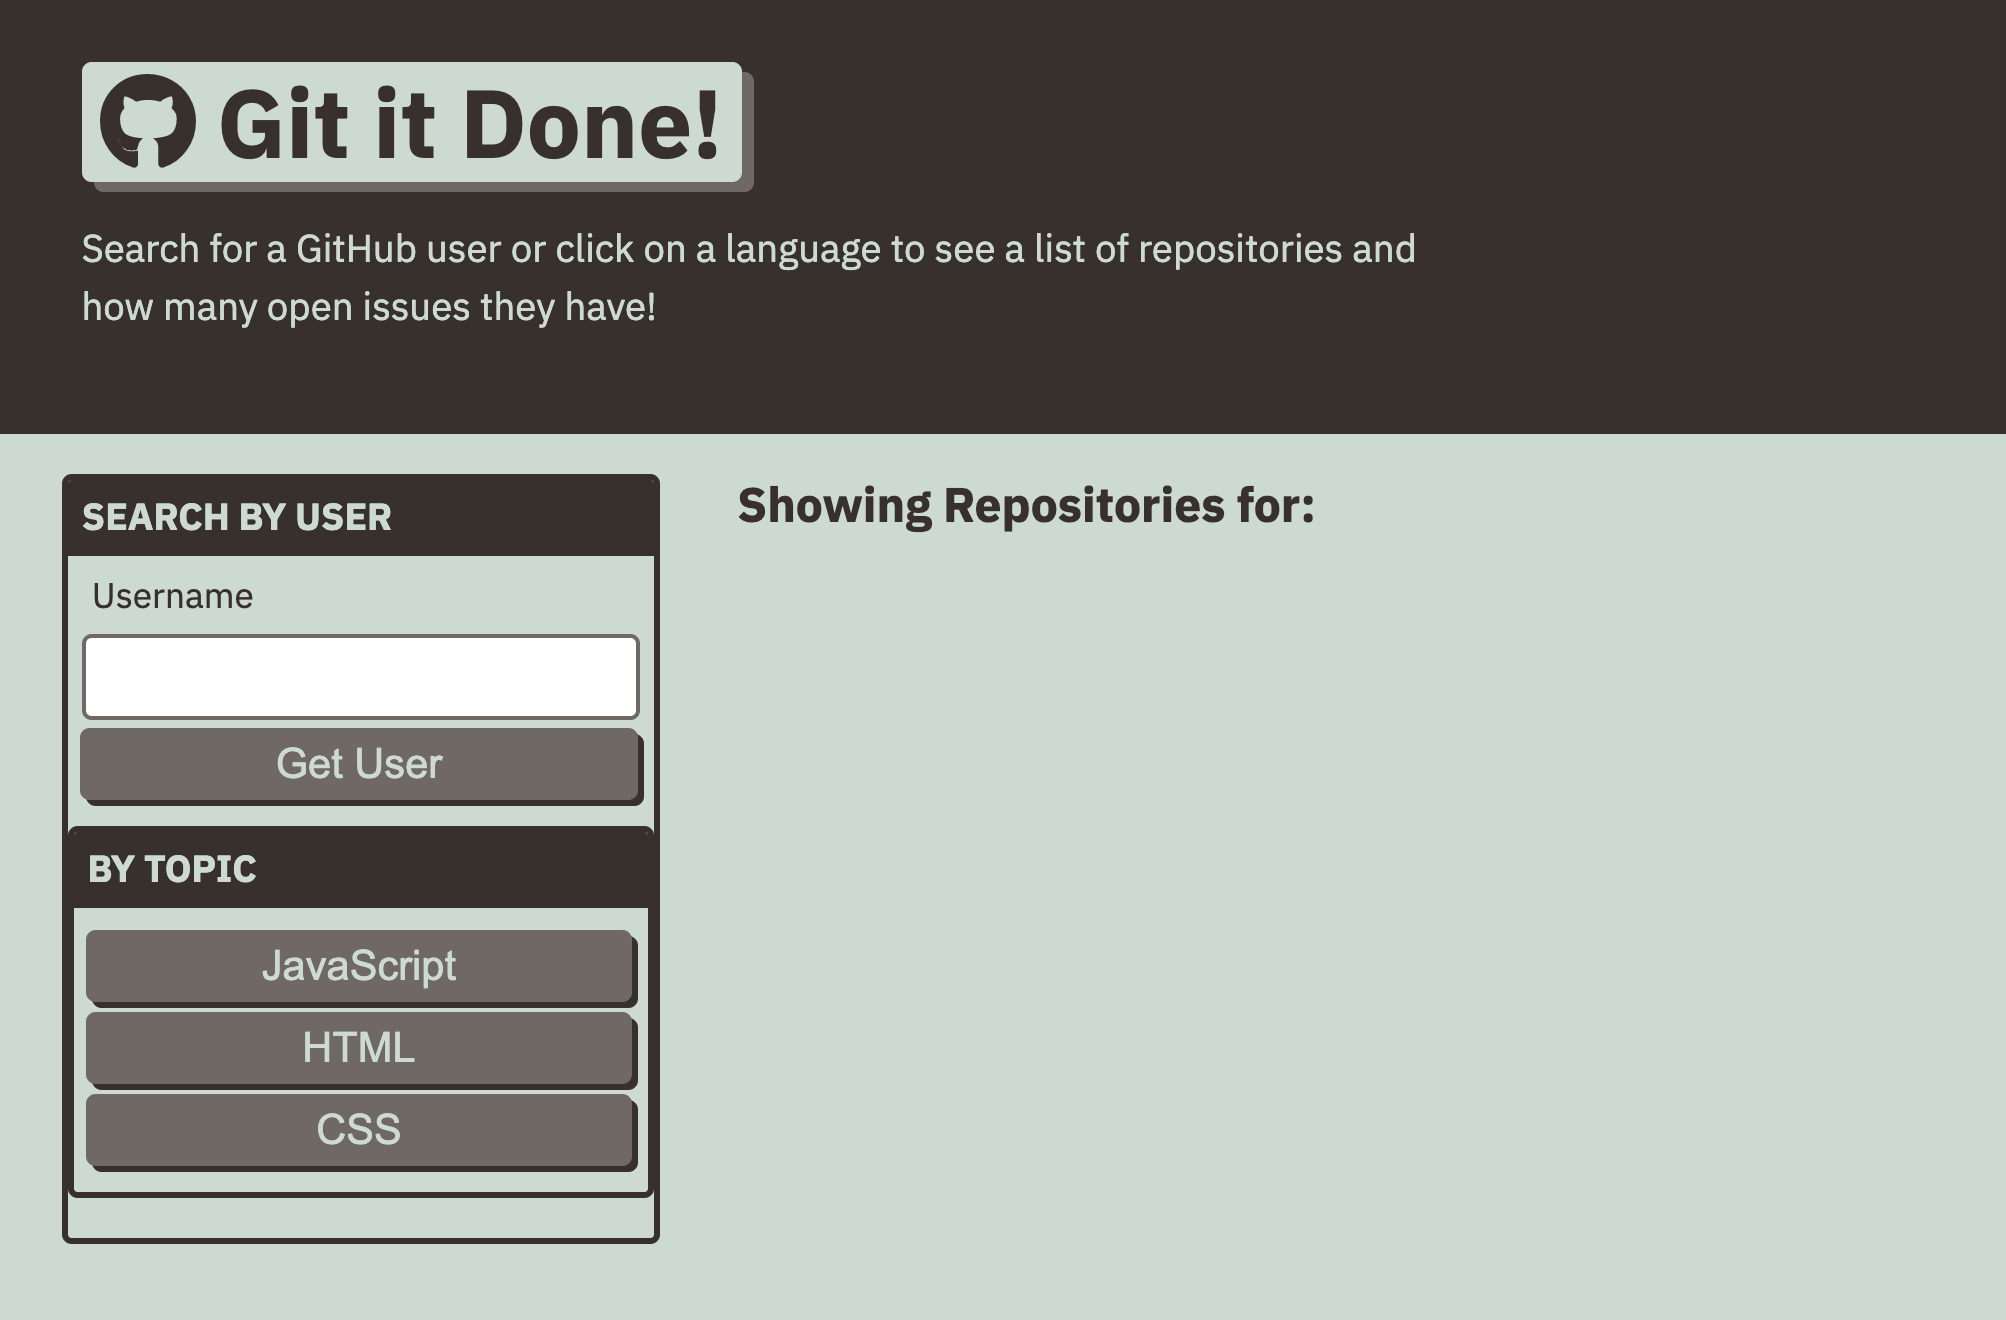 Git it Done!
Search for a GitHub user or click on a language to see a list of repositories and
how many open issues they have!
SEARCH BY USER
Username
Get User
BY TOPIC
JavaScript
HTML
CSS
Showing Repositories for: